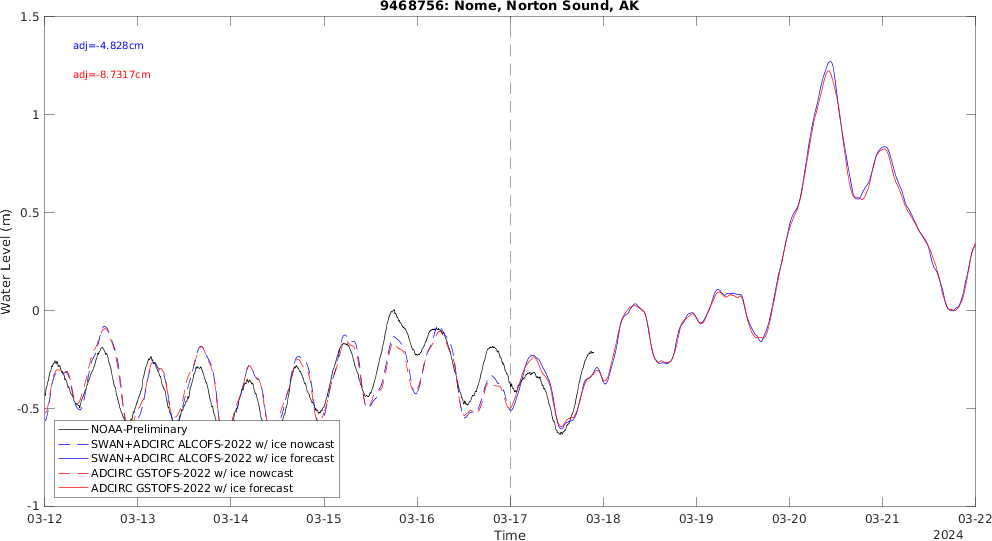 9468756: Nome, Norton Sound, AK
1.5
adj=-4.828cm
adj=-8.7317cm
1
0.5
0
-0.5
-1
Water Level (m)
NOAA-Preliminary
SWAN+ADCIRC ALCOFS-2022 w/ ice nowcast
SWAN+ADCIRC ALCOFS-2022 w/ ice forecast
ADCIRC GSTOFS-2022 w/ ice nowcast
ADCIRC GSTOFS-2022 w/ ice forecast
03-12 03-13 03-14 03-15 03-16 03-17 03-18 03-19 03-20 03-21 03-22
Time
2024